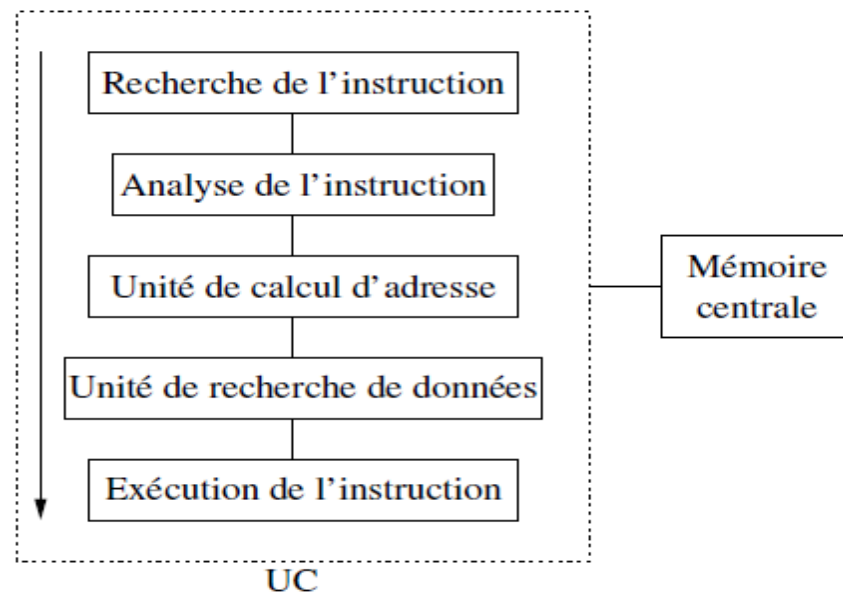 Recherche de l'instruction
Analyse de l'instruction
Unité de calcul d'adresse
Unité de recherche de données
Exécution de l'instruction
Mémoire
centrale
UC